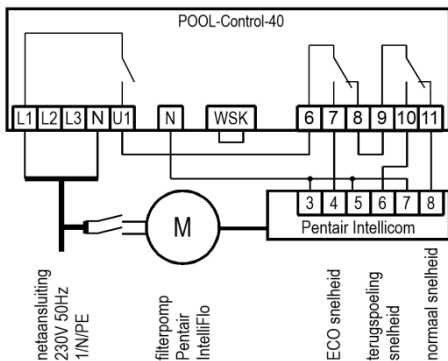 POOL-Control-40
L1 L2 L3 N U1 N WSK 6 7 8 9 10 11
3 4 5 6 7 8
Pentair Intellicom
M
netaansluiting
230V 50Hz
1/N/PE
filterpomp
Pentair
IntelliFlo
ECO snelheid
terugspoeling
snelheid
normaal snelheid